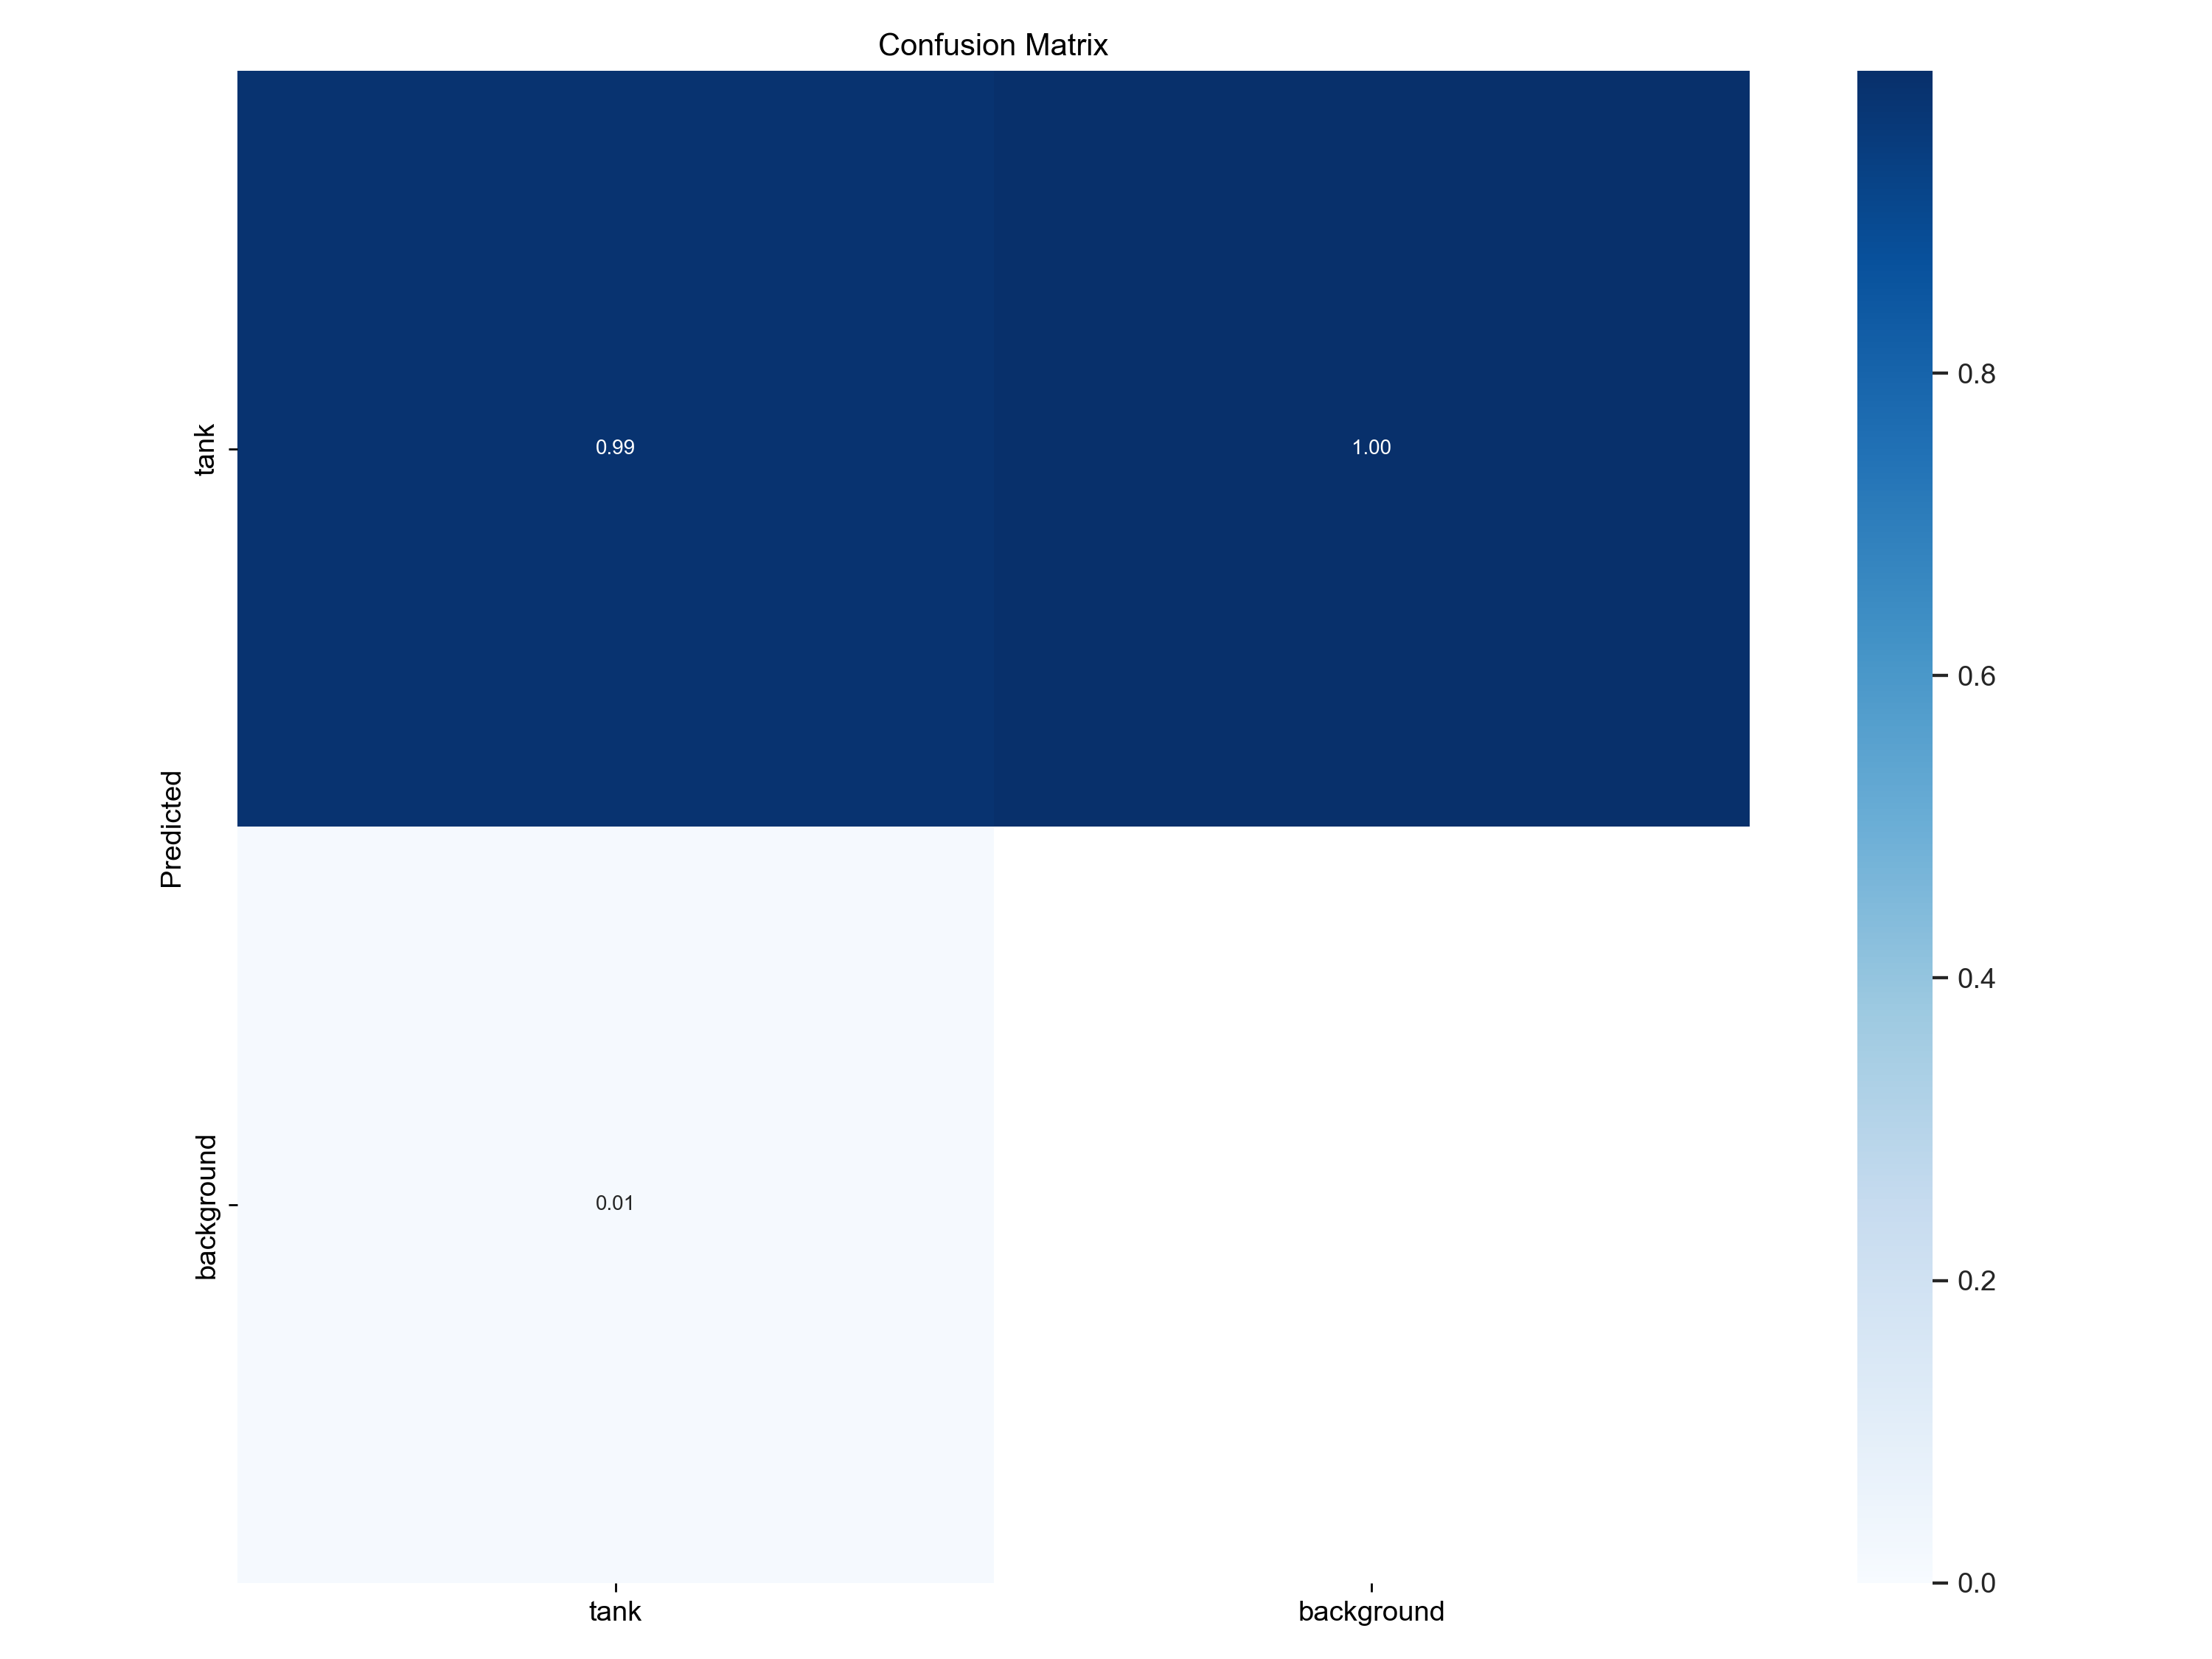 Confusion Matrix
tank
0.99
1.00
Predicted
background
0.01
tank
background
0.8
0.6
0.4
0.2
0.0